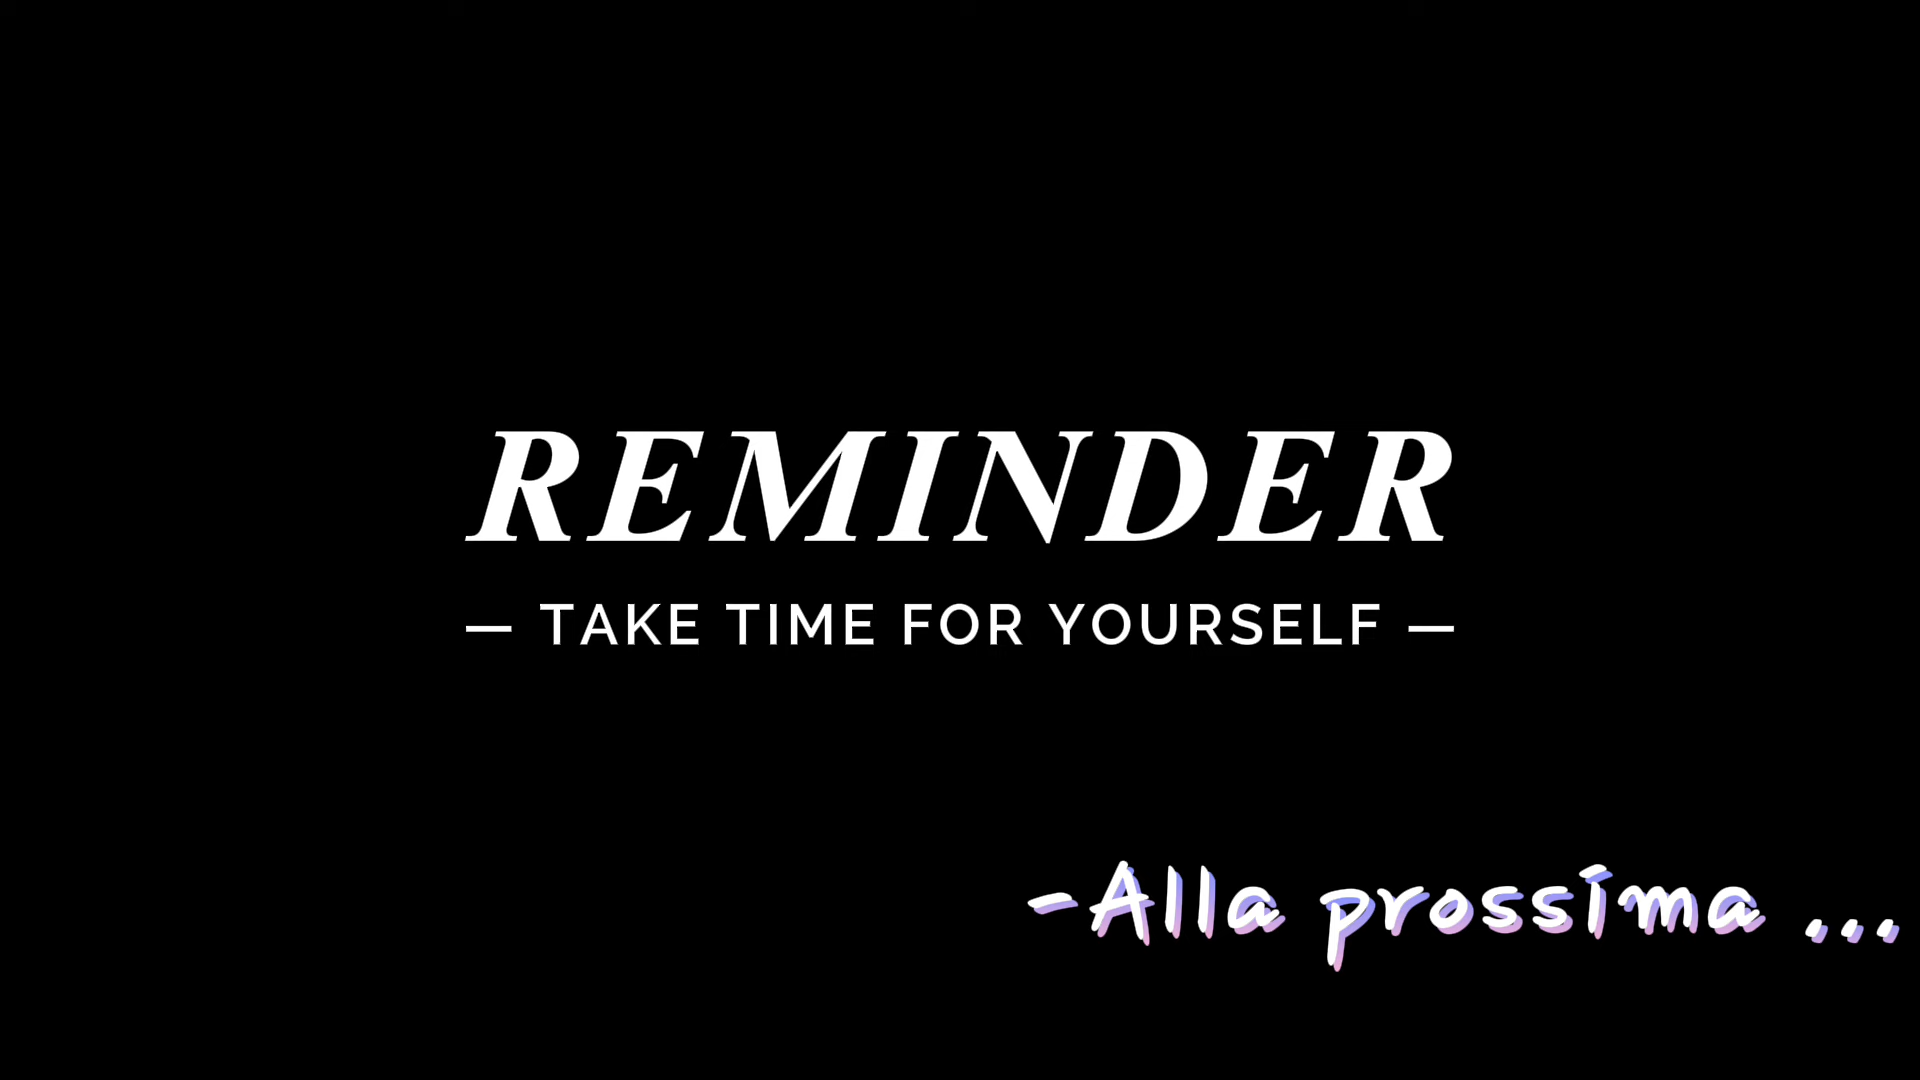 REMINDER
— TAKE TIME FOR YOURSELF —
-Alla prossima ...